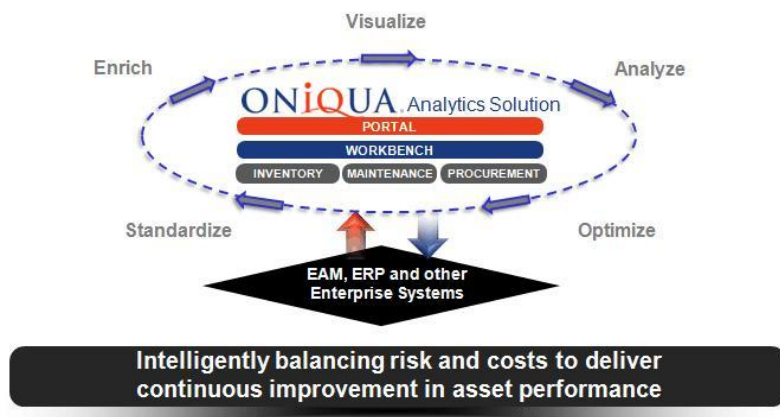 Visualize
Enrich
Analyze
ONiQUA Analytics Solution
PORTAL
WORKBENCH
INVENTORY MAINTENANCE PROCUREMENT
Standardize
Optimize
EAM, ERP and other
Enterprise Systems
Intelligently balancing risk and costs to deliver
continuous improvement in asset performance